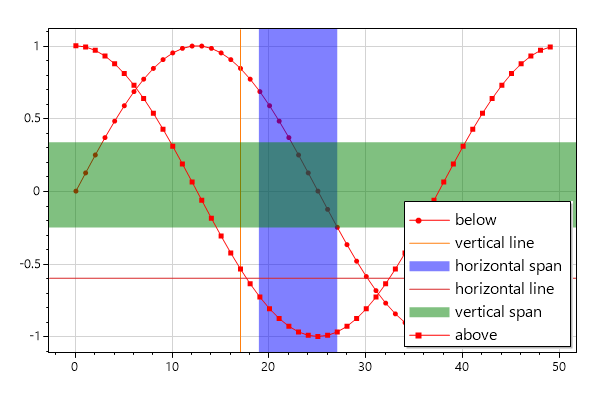 1
0.5
0
-0.5
-1
below
vertical line
horizontal span
horizontal line
vertical span
above
0 10 20 30 40 50